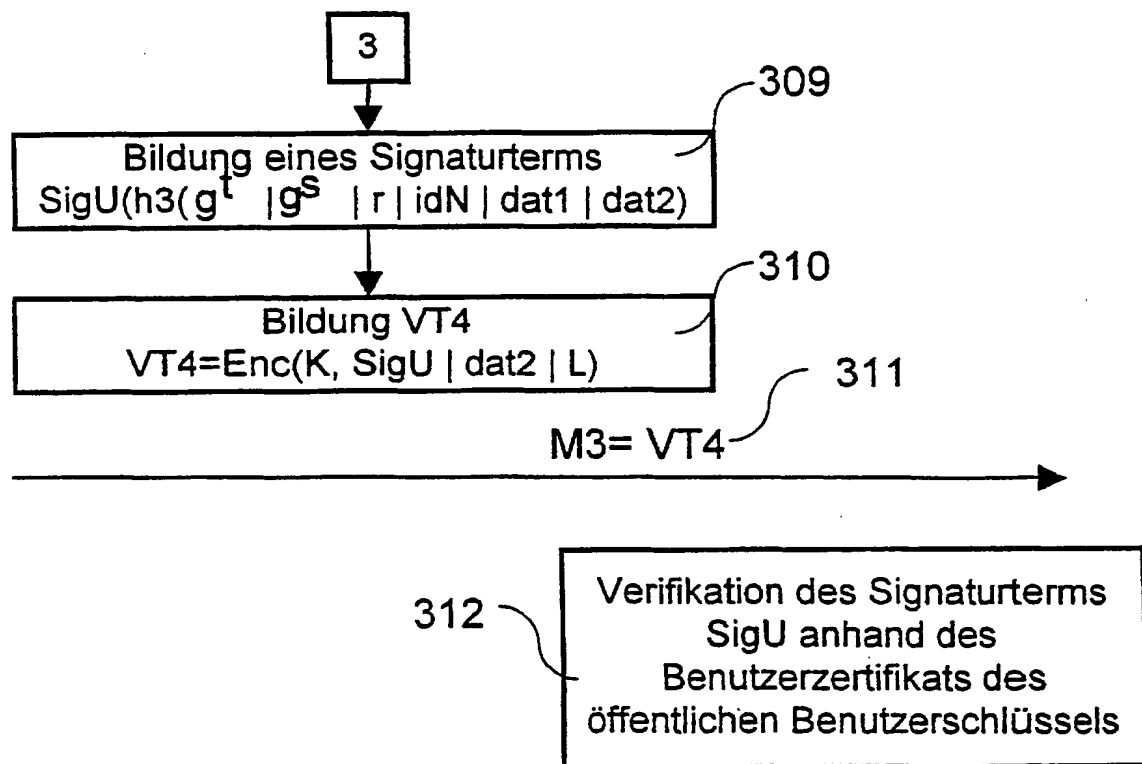 3
309
Bildung eines Signaturterms
SigU(h3(g^t |g^s | r | idN | dat1 | dat2)
310
Bildung VT4
VT4=Enc(K, SigU | dat2 | L)
311
M3= VT4
312
Verifikation des Signaturterms
SigU anhand des
Benutzerzertifikats des
öffentlichen Benutzerschlüssels